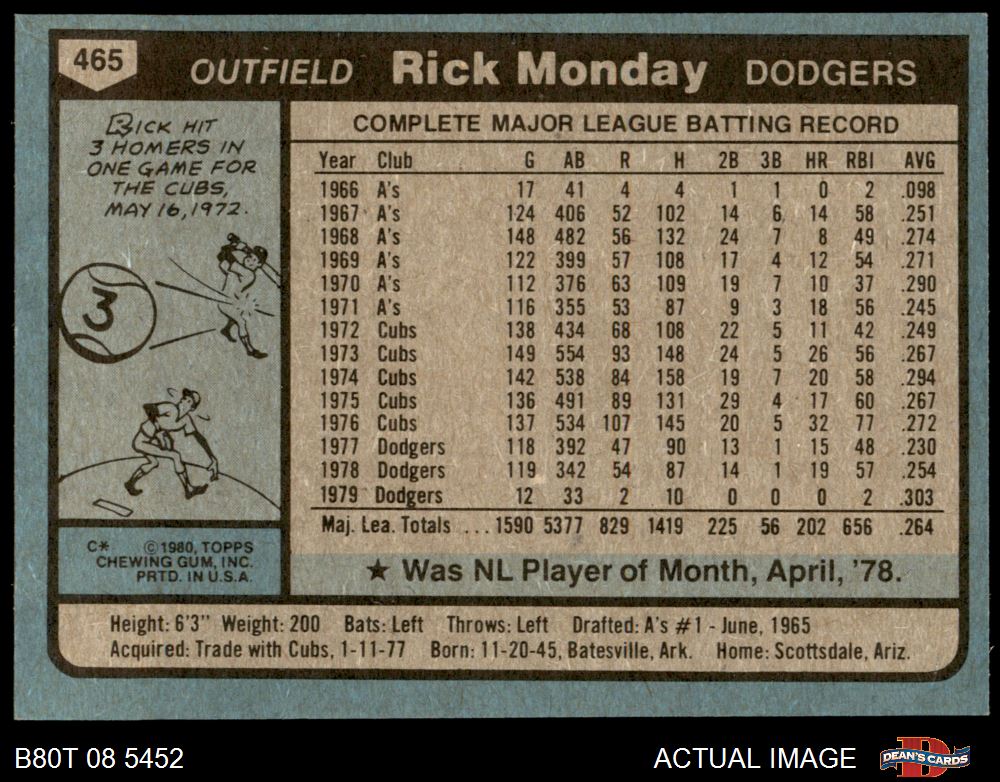 465
OUTFIELD Rick Monday DODGERS
RICK HIT
3 HOMERS IN
ONE GAME FOR
THE CUBS,
MAY 16, 1972.
3
C* ©1980, TOPPS
CHEWING GUM, INC.
PRTD. IN U.S.A.
COMPLETE MAJOR LEAGUE BATTING RECORD
Year Club G AB R H 2B 3B HR RBI AVG
1966 A's 17 41 4 4 1 1 0 2 .098
1967 A's 124 406 52 102 14 6 14 58 .251
1968 A's 148 482 56 132 24 7 8 49 .274
1969 A's 122 399 57 108 17 4 12 54 .271
1970 A's 112 376 63 109 19 7 10 37 .290
1971 A's 116 355 53 87 9 3 18 56 .245
1972 Cubs 138 434 68 108 22 5 11 42 .249
1973 Cubs 149 554 93 148 24 5 26 56 .267
1974 Cubs 142 538 84 158 19 7 20 58 .294
1975 Cubs 136 491 89 131 29 4 17 60 .267
1976 Cubs 137 534 107 145 20 5 32 77 .272
1977 Dodgers 118 392 47 90 13 1 15 48 .230
1978 Dodgers 119 342 54 87 14 1 19 57 .254
1979 Dodgers 12 33 2 10 0 0 0 2 .303
Maj. Lea. Totals ... 1590 5377 829 1419 225 56 202 656 .264
★ Was NL Player of Month, April, '78.
Height: 6'3" Weight: 200 Bats: Left Throws: Left Drafted: A's #1 - June, 1965
Acquired: Trade with Cubs, 1-11-77 Born: 11-20-45, Batesville, Ark. Home: Scottsdale, Ariz.
B80T 08 5452 ACTUAL IMAGE DEAN'S CARDS